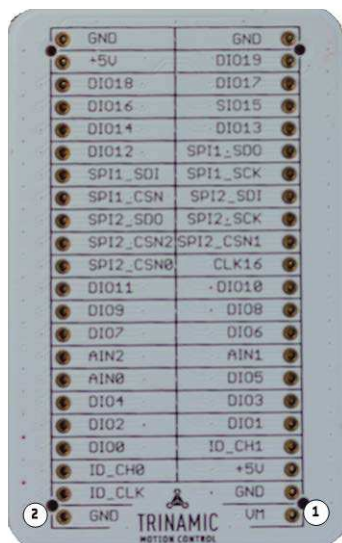 GND GND
+5V DIO19
DIO18 DIO17
DIO16 SIO15
DIO14 DIO13
DIO12 SPI1_SDO
SPI1_SDI SPI1_SCK
SPI1_CSN SPI2_SDI
SPI2_SDO SPI2_SCK
SPI2_CSN2 SPI2_CSN1
SPI2_CSN0 CLK16
DIO11 DIO10
DIO9 DIO8
DIO7 DIO6
AIN2 AIN1
AIN0 DIO5
DIO4 DIO3
DIO2 DIO1
DIO0 ID_CH1
ID_CH0 +5V
ID_CLK GND
2 GND TRINAMIC VM 1
MOTION CONTROL